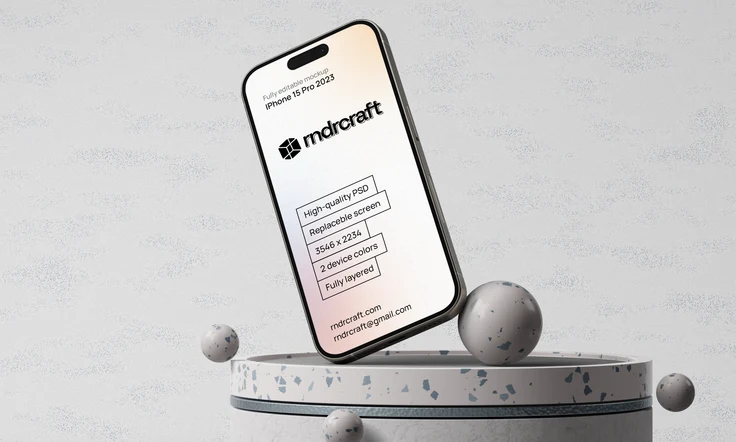 Fully editable mockup
IPhone 15 Pro 2023
rndrcraft
High-quality PSD
Replaceble screen
3546 x 2234
2 device colors
Fully layered
rndrcraft.com
rndrcraft@gmail.com